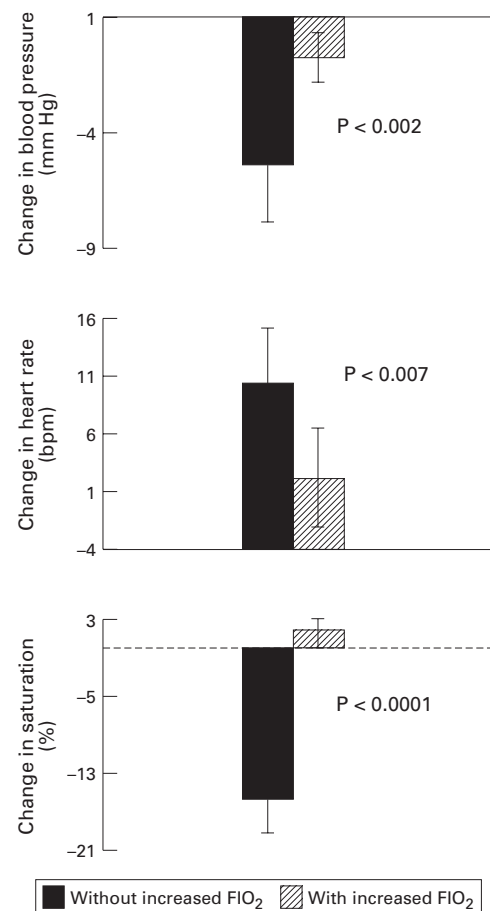 Change in blood pressure
(mm Hg)
1
–4
–9
P < 0.002
Change in heart rate
(bpm)
16
11
6
1
–4
P < 0.007
Change in saturation
(%)
3
–5
–13
–21
P < 0.0001
Without increased FIO₂ With increased FIO₂